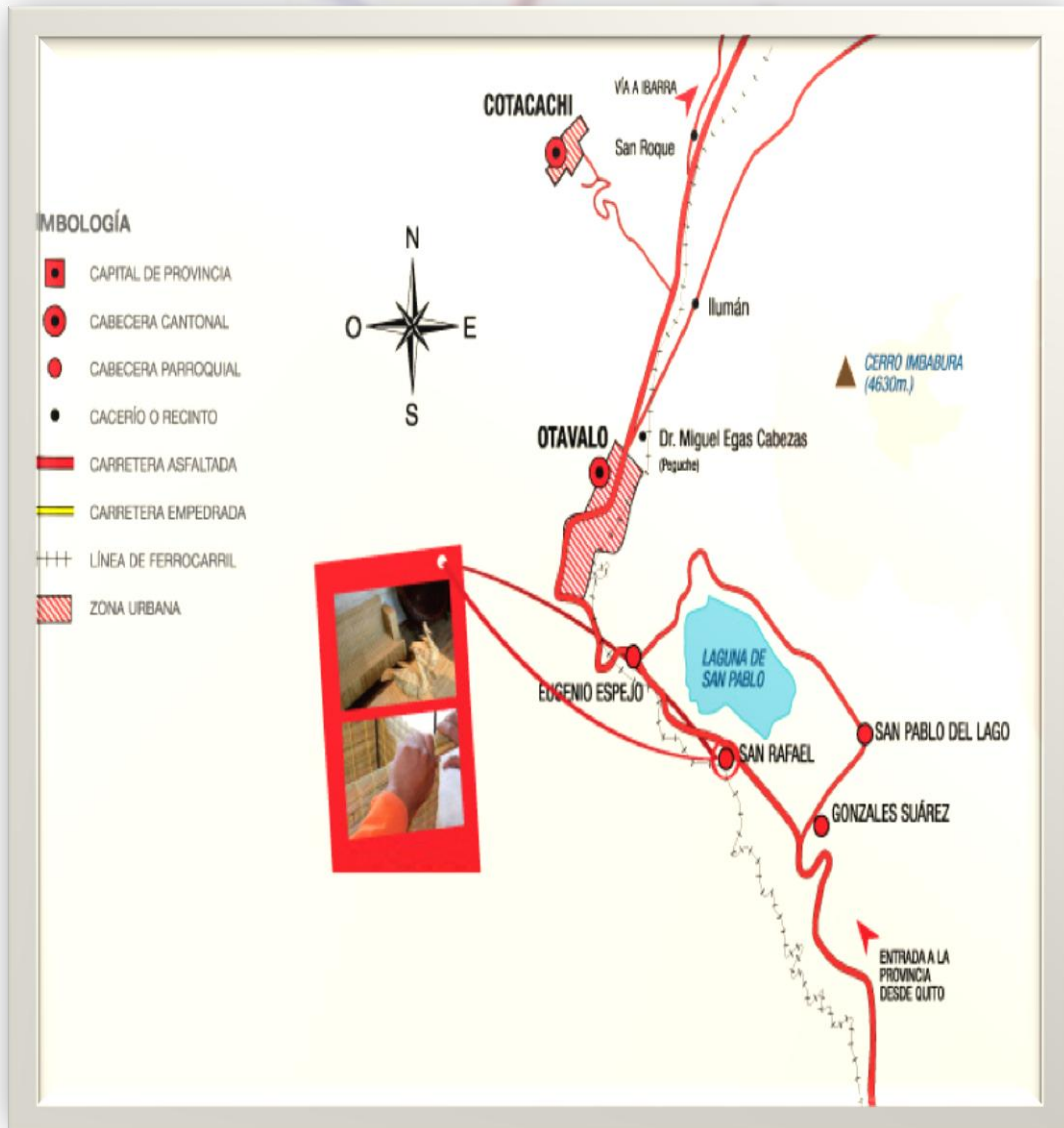 COTACACHI
VÍA A IBARRA
San Roque
IMBOLOGÍA
CAPITAL DE PROVINCIA
CABECERA CANTONAL
CABECERA PARROQUIAL
CACERÍO O RECINTO
CARRETERA ASFALTADA
CARRETERA EMPEDRADA
LÍNEA DE FERROCARRIL
ZONA URBANA
N
O
E
S
Ilumán
CERRO IMBABURA
(4630m.)
OTAVALO
Dr. Miguel Egas Cabezas
(Peguche)
LAGUNA DE
SAN PABLO
EUGENIO ESPEJO
SAN PABLO DEL LAGO
SAN RAFAEL
GONZALES SUÁREZ
ENTRADA A LA
PROVINCIA
DESDE QUITO